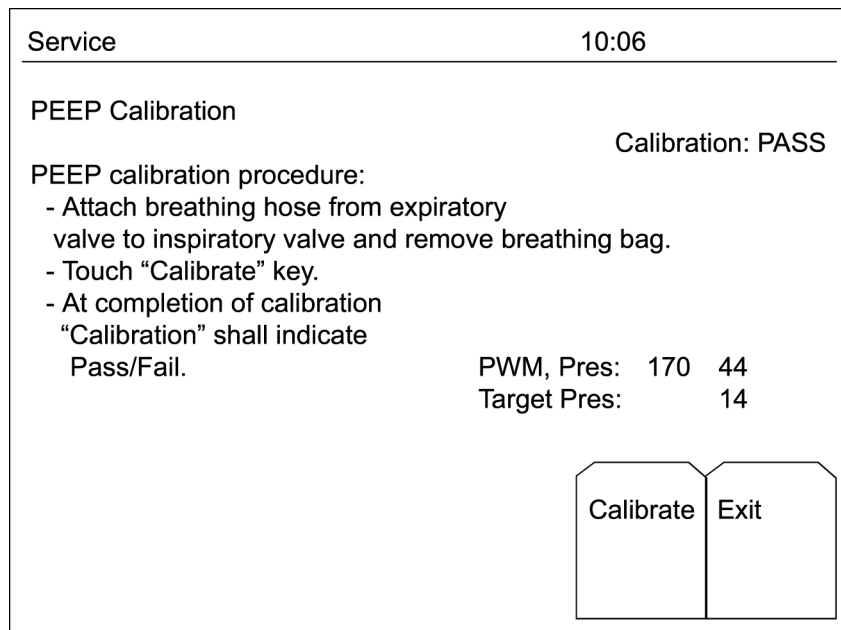 Service 10:06
PEEP Calibration
Calibration: PASS
PEEP calibration procedure:
- Attach breathing hose from expiratory
valve to inspiratory valve and remove breathing bag.
- Touch “Calibrate” key.
- At completion of calibration
“Calibration” shall indicate
Pass/Fail. PWM, Pres: 170 44
Target Pres: 14
Calibrate Exit